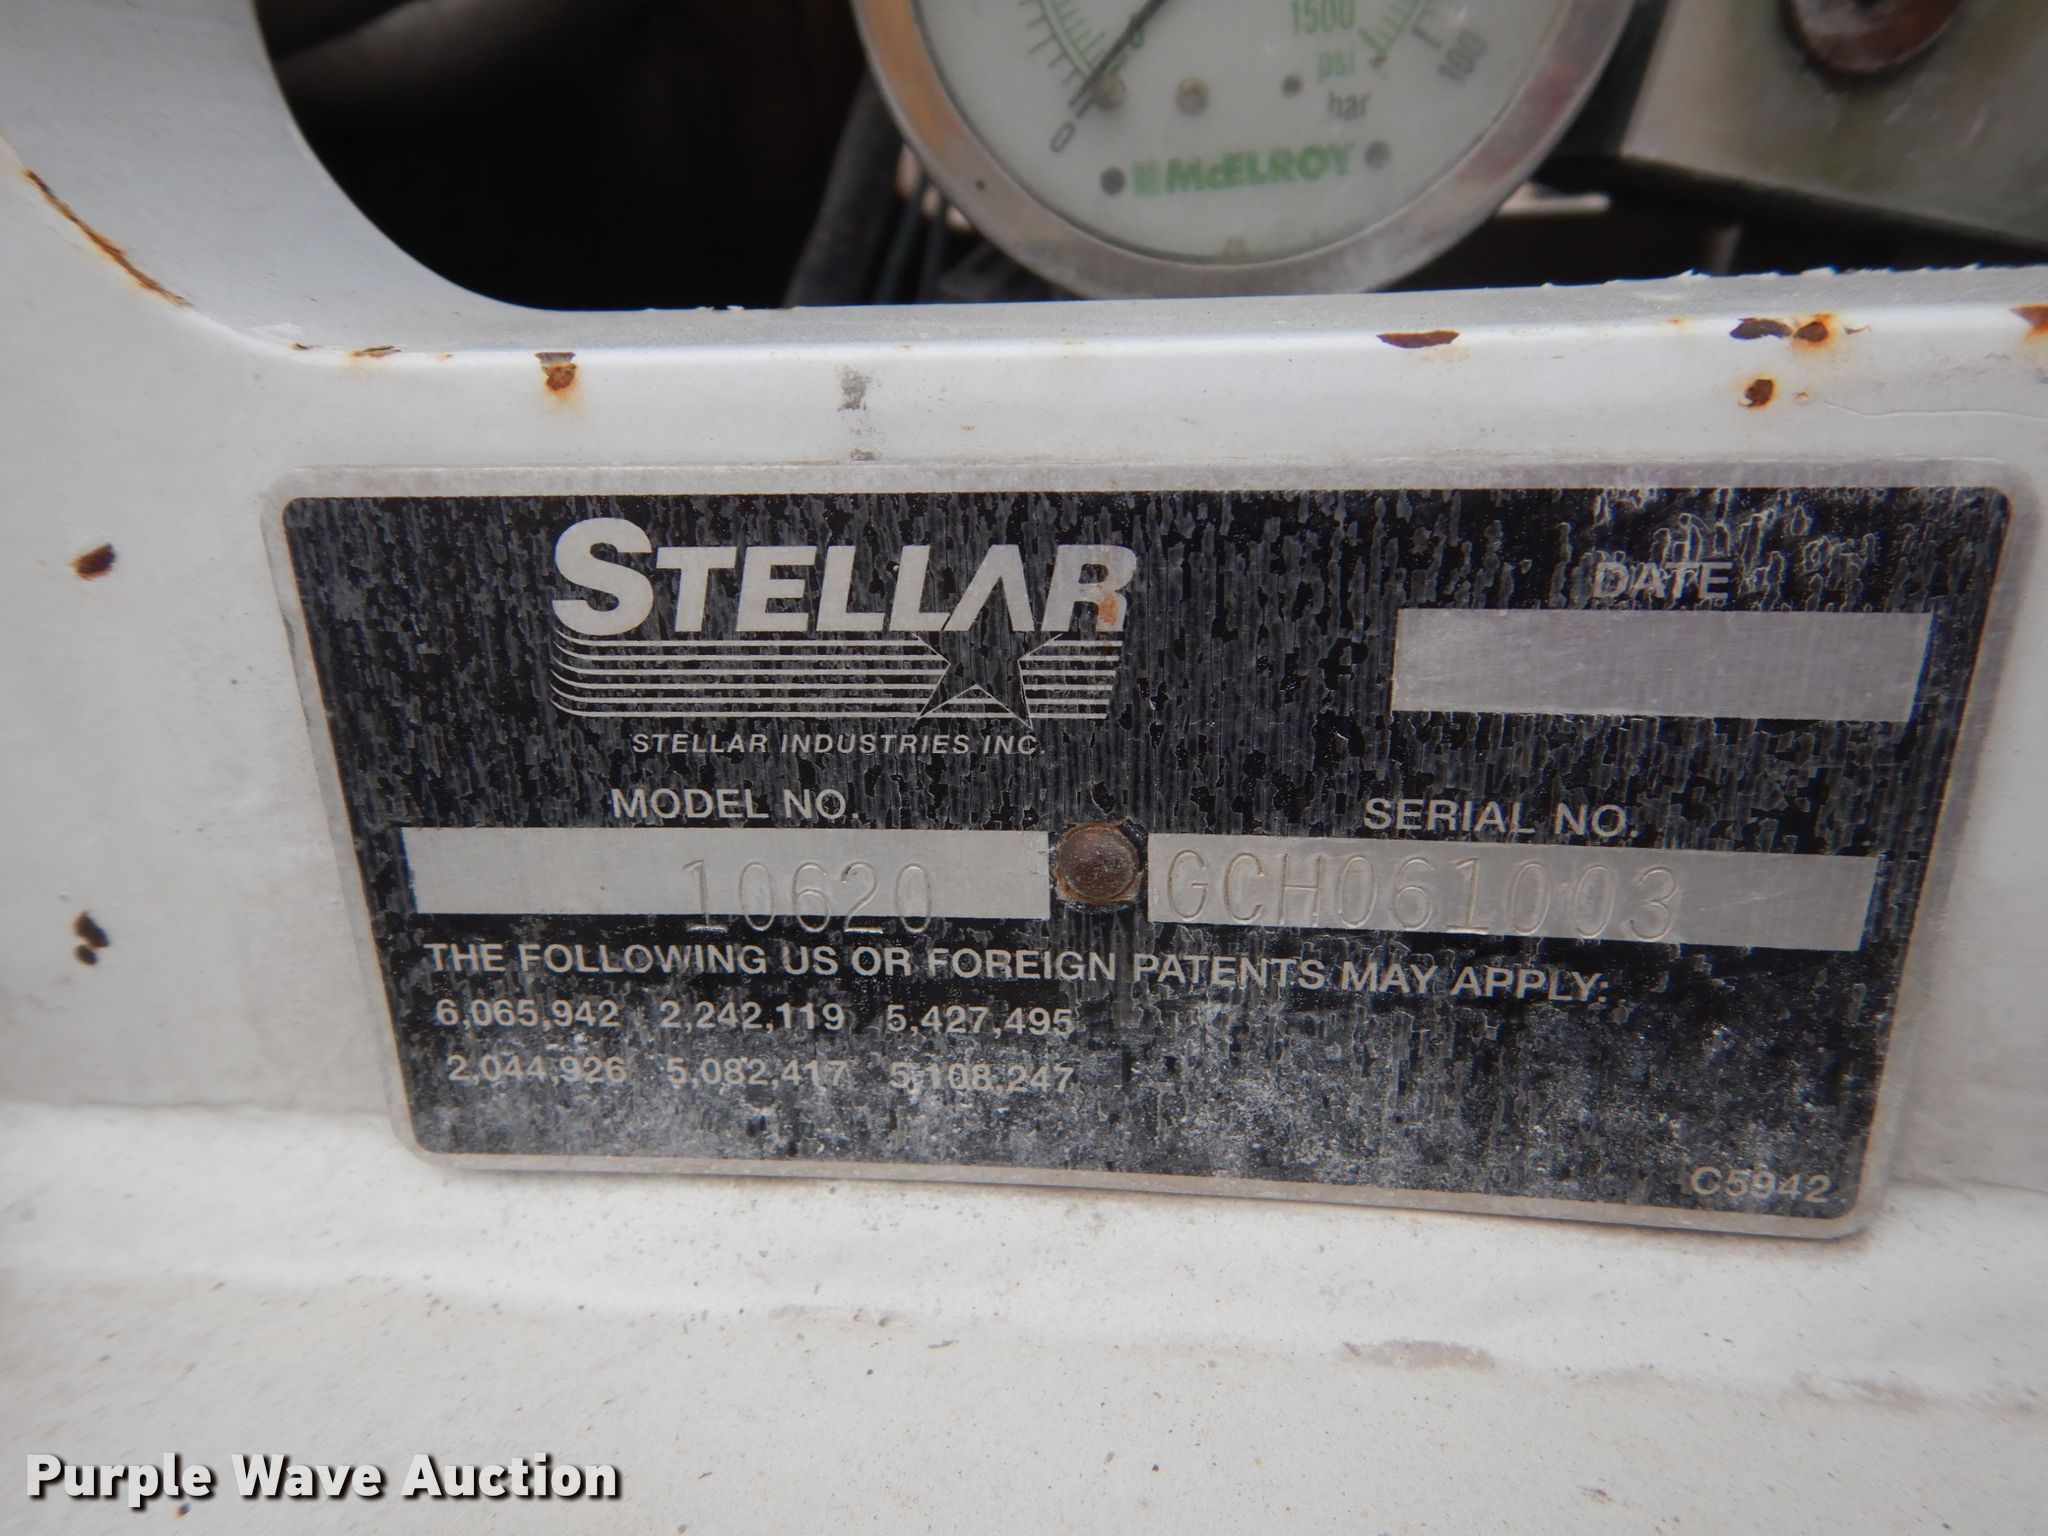 1500
psi
bar
0
100
McELROY
STELLAR
STELLAR INDUSTRIES INC.
DATE
MODEL NO.
SERIAL NO.
10620
GCH061003
THE FOLLOWING US OR FOREIGN PATENTS MAY APPLY:
6,065,942 2,242,119 5,427,495
2,044,926 5,082,417 5,108,247
C5942
Purple Wave Auction